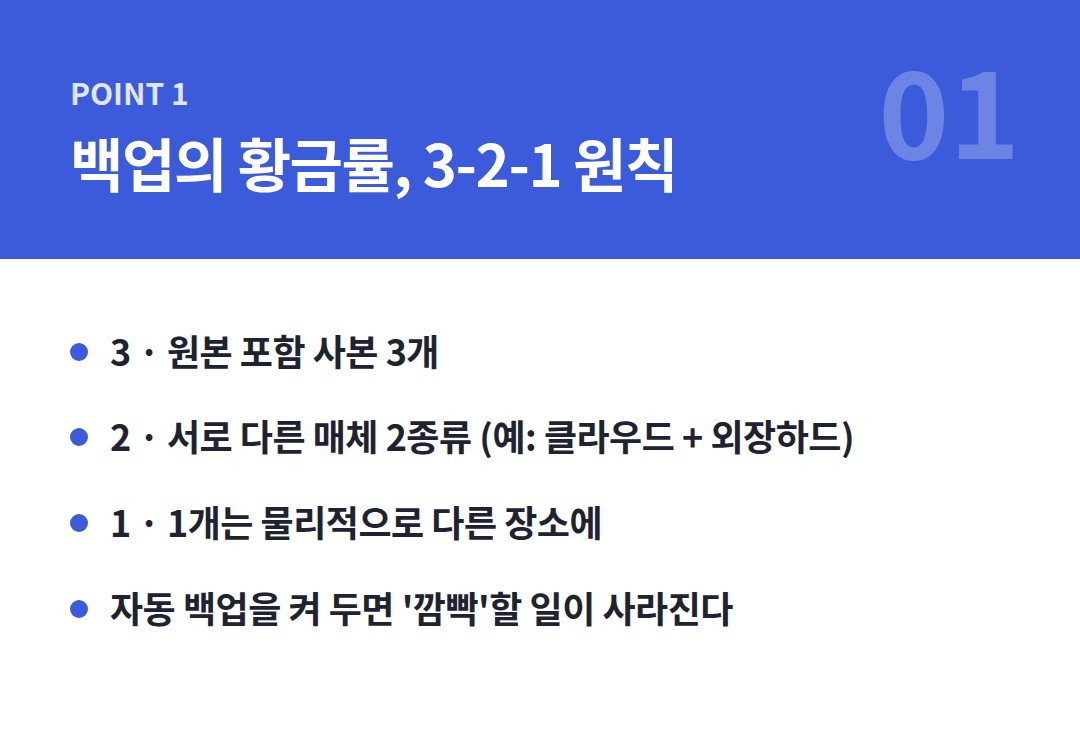 POINT 1
01
백업의 황금률, 3-2-1 원칙
3 · 원본 포함 사본 3개
2 · 서로 다른 매체 2종류 (예: 클라우드 + 외장하드)
1 · 1개는 물리적으로 다른 장소에
자동 백업을 켜 두면 '깜빡'할 일이 사라진다